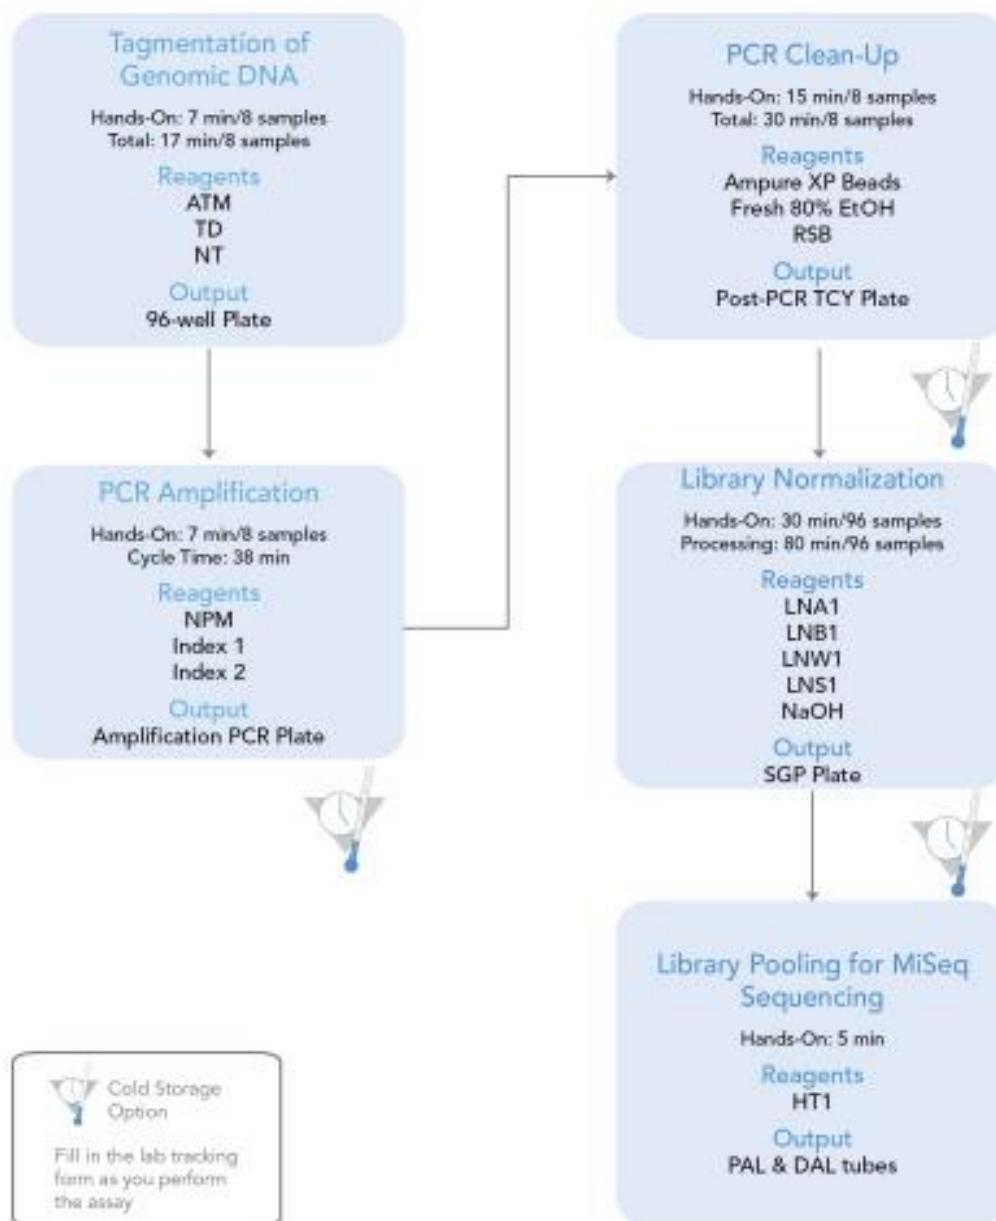 Tagmentation of
Genomic DNA
Hands-On: 7 min/8 samples
Total: 17 min/8 samples
Reagents
ATM
TD
NT
Output
96-well Plate
PCR Amplification
Hands-On: 7 min/8 samples
Cycle Time: 38 min
Reagents
NPM
Index 1
Index 2
Output
Amplification PCR Plate
PCR Clean-Up
Hands-On: 15 min/8 samples
Total: 30 min/8 samples
Reagents
Ampure XP Beads
Fresh 80% EtOH
RSB
Output
Post-PCR TCY Plate
Library Normalization
Hands-On: 30 min/96 samples
Processing: 80 min/96 samples
Reagents
LNA1
LNB1
LNW1
LNS1
NaOH
Output
SGP Plate
Library Pooling for MiSeq
Sequencing
Hands-On: 5 min
Reagents
HT1
Output
PAL & DAL tubes
Cold Storage
Option
Fill in the lab tracking
form as you perform
the assay